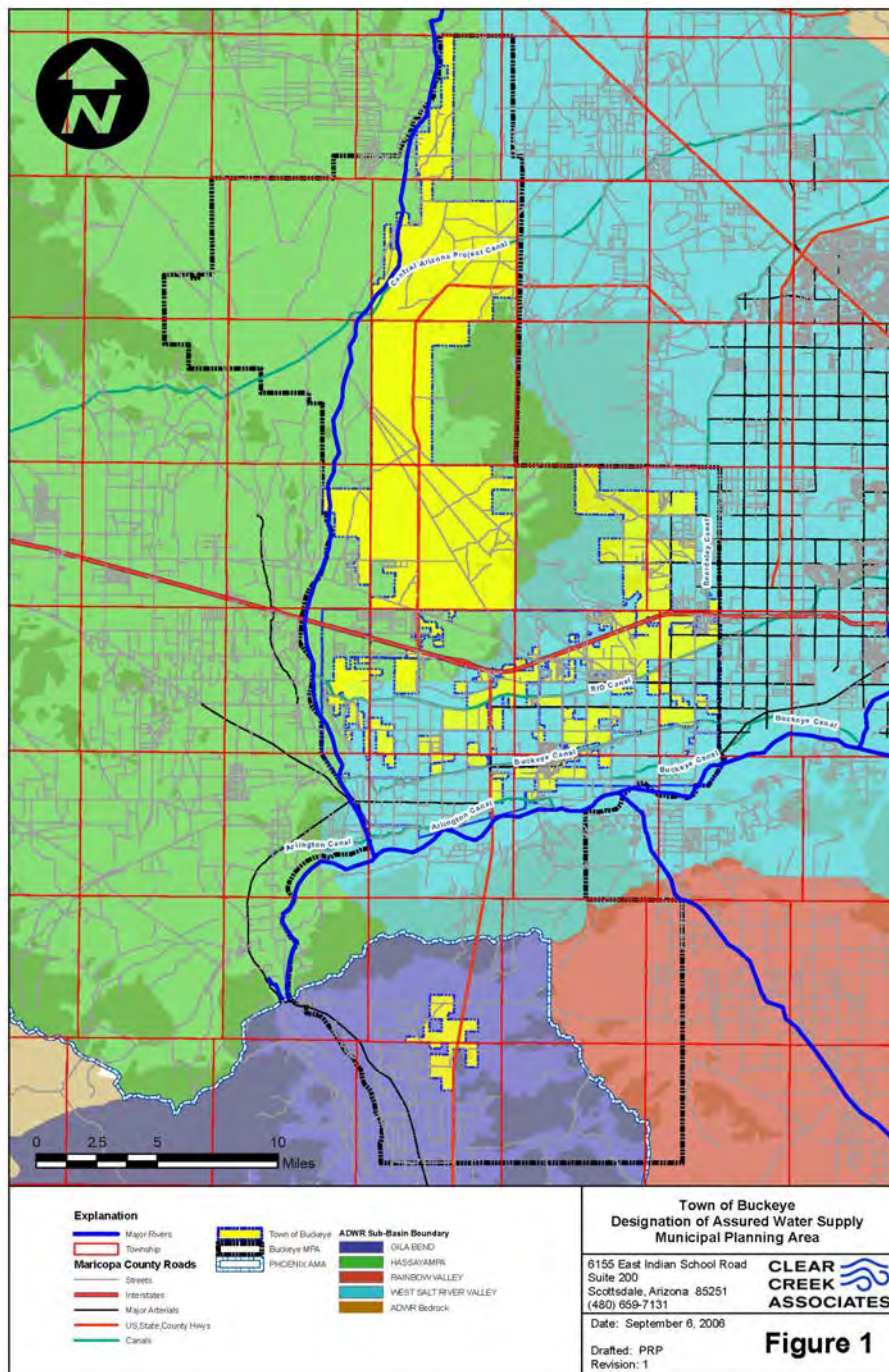 N
Central Arizona Project Canal
Beardsley Canal
RID Canal
Buckeye Canal
Buckeye Canal
Buckeye Canal
Arlington Canal
Arlington Canal
0 2.5 5 10
Miles
Explanation
Major Rivers
Township
Maricopa County Roads
Streets
Interstates
Major Arterials
US,State,County Hwys
Canals
Town of Buckeye
Buckeye MPA
PHOENIX AMA
ADWR Sub-Basin Boundary
GILA BEND
HASSAYAMPA
RAINBOW VALLEY
WEST SALT RIVER VALLEY
ADWR Bedrock
Town of Buckeye
Designation of Assured Water Supply
Municipal Planning Area
6155 East Indian School Road
Suite 200
Scottsdale, Arizona 85251
(480) 659-7131
CLEAR
CREEK
ASSOCIATES
Date: September 6, 2006
Drafted: PRP
Revision: 1
Figure 1